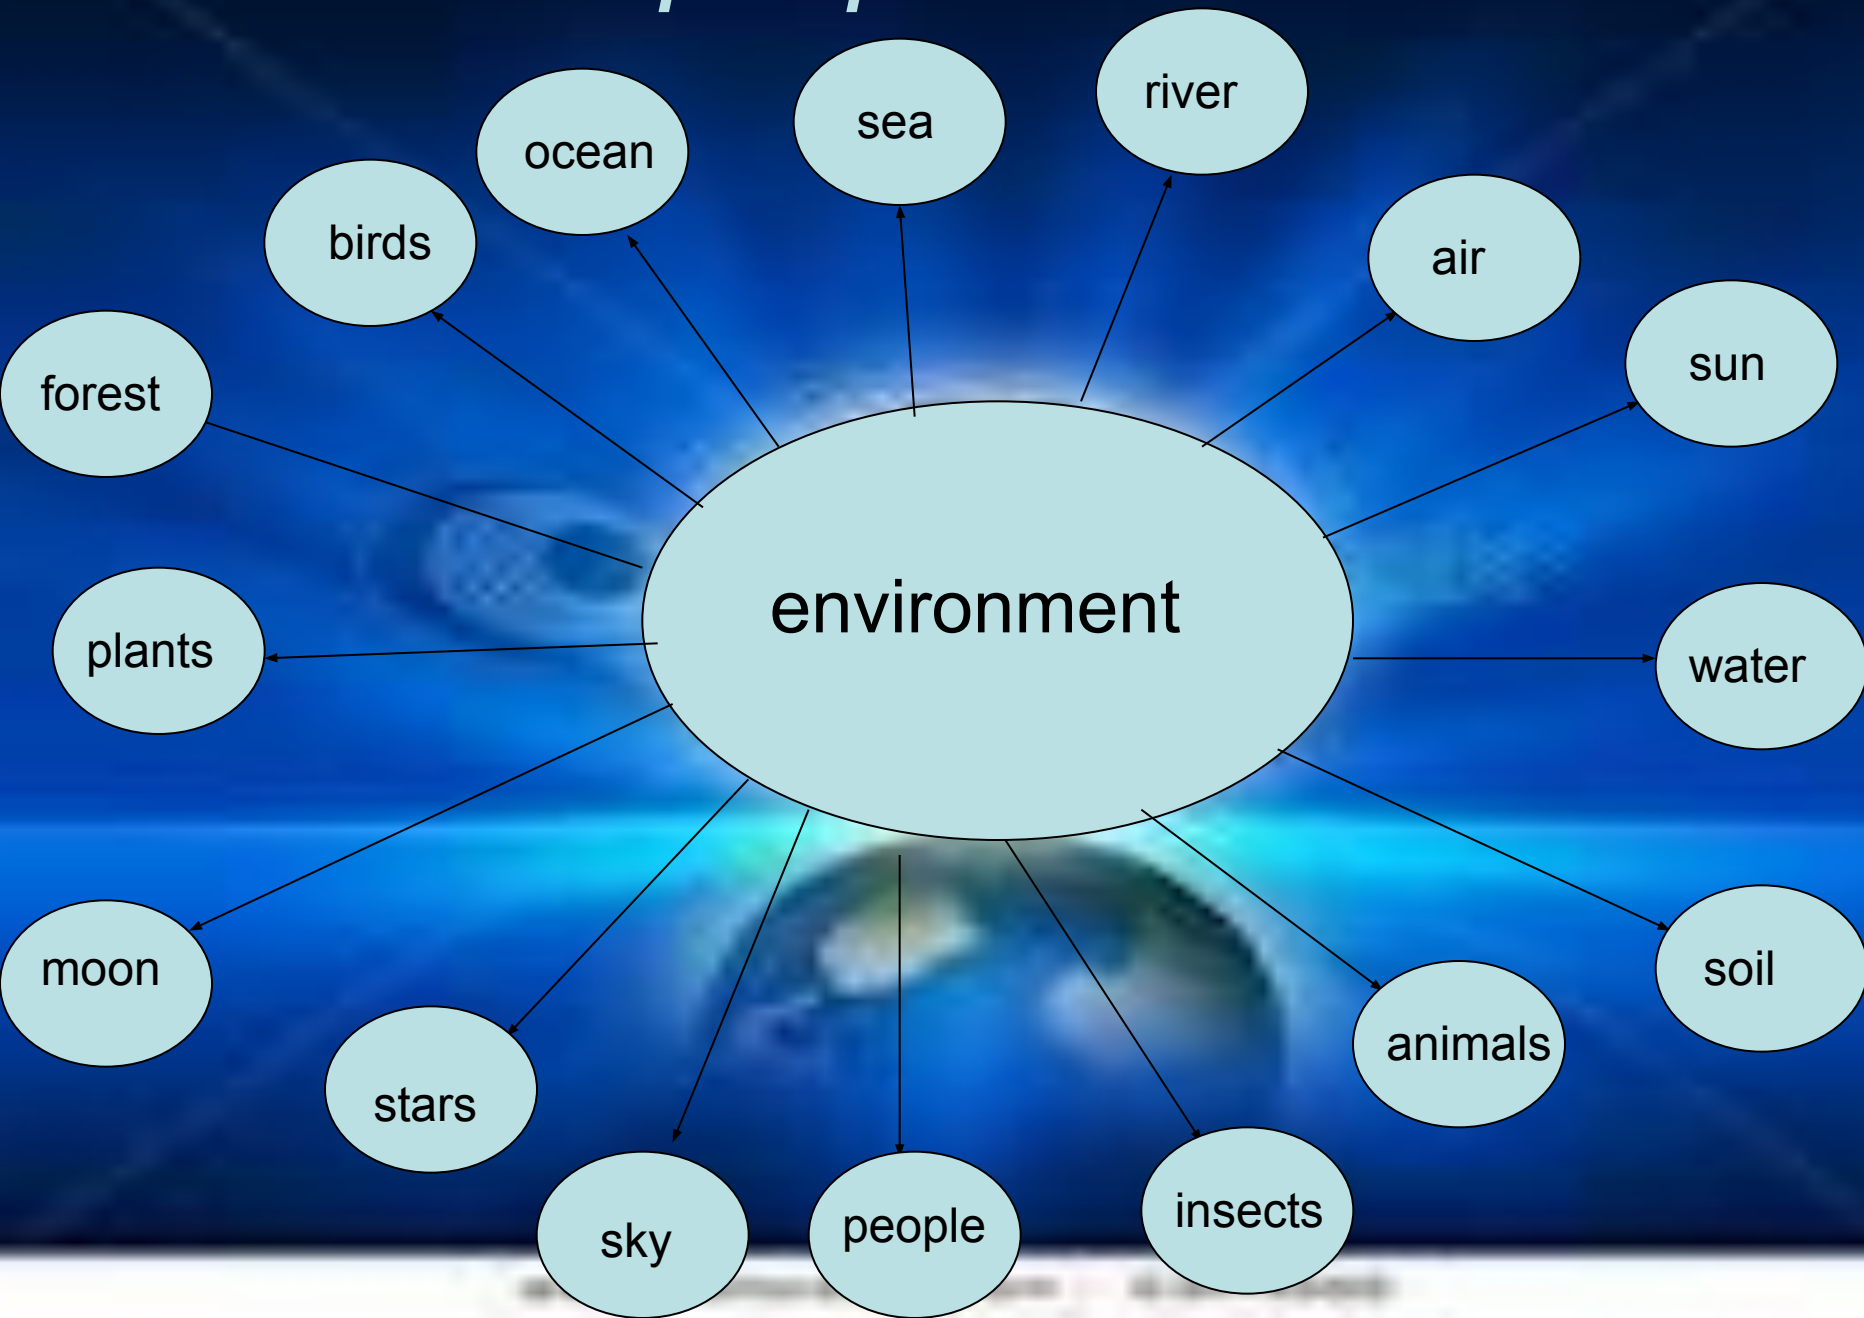 river
sea
ocean
birds
air
sun
forest
environment
plants
water
moon
soil
animals
stars
insects
people
sky